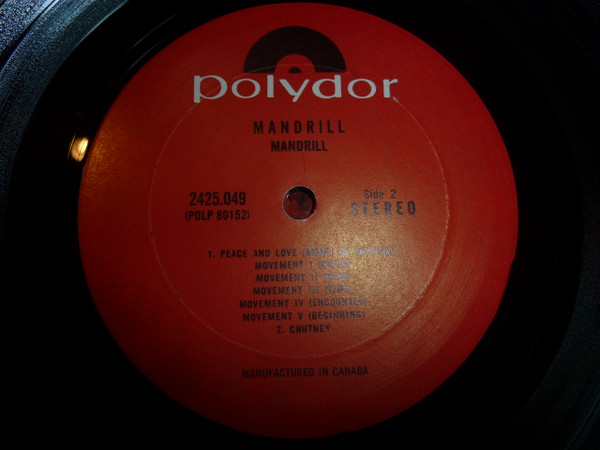 polydor
MANDRILL
MANDRILL
2425.049
(POLP 80152)
Side 2
STEREO
1. PEACE AND LOVE
MOVEMENT I
MOVEMENT II
MOVEMENT III
MOVEMENT IV (ENCOUNTER)
MOVEMENT V (BEGINNING)
2. CHUTNEY
MANUFACTURED IN CANADA